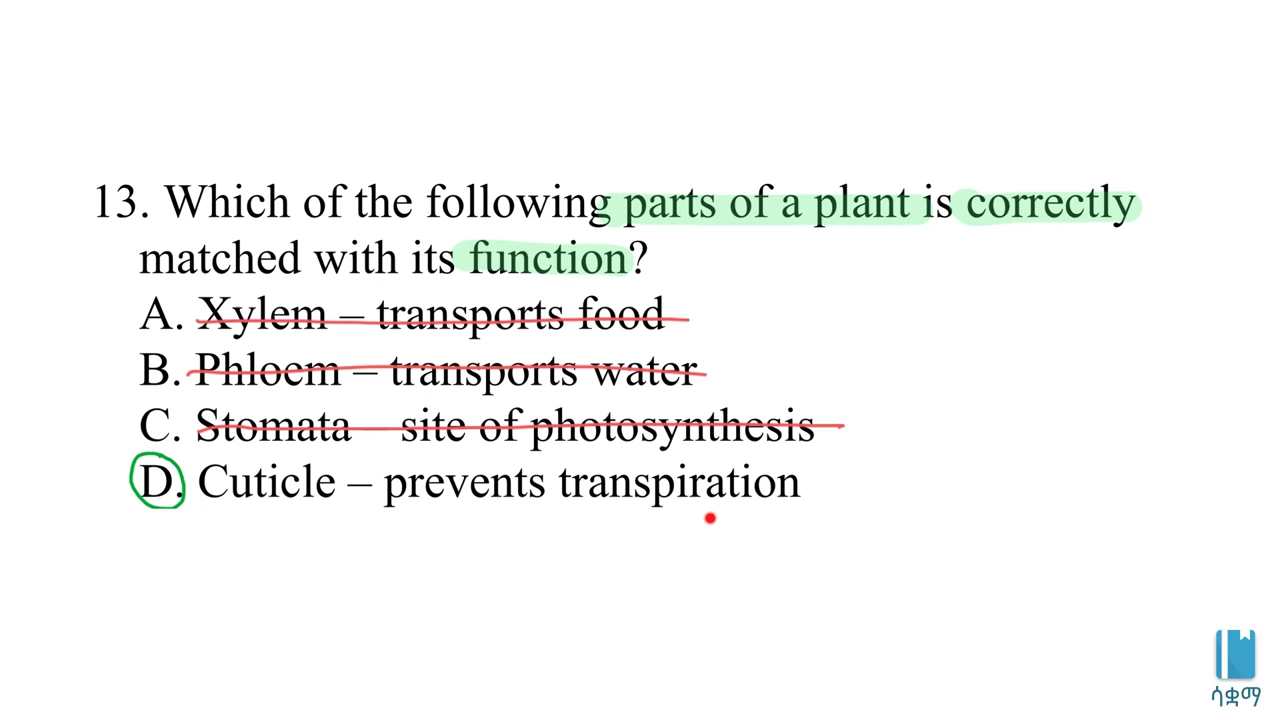 13. Which of the following parts of a plant is correctly
matched with its function?
A. Xylem – transports food
B. Phloem – transports water
C. Stomata – site of photosynthesis
D. Cuticle – prevents transpiration
ሳቋማ